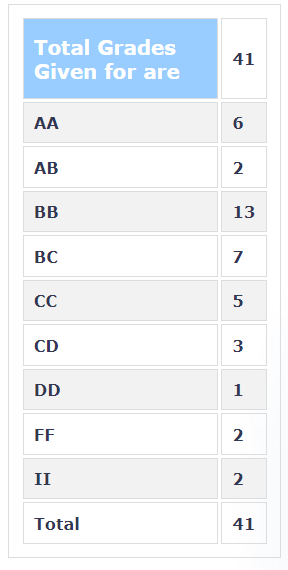 Total Grades
Given for are 41
AA 6
AB 2
BB 13
BC 7
CC 5
CD 3
DD 1
FF 2
II 2
Total 41